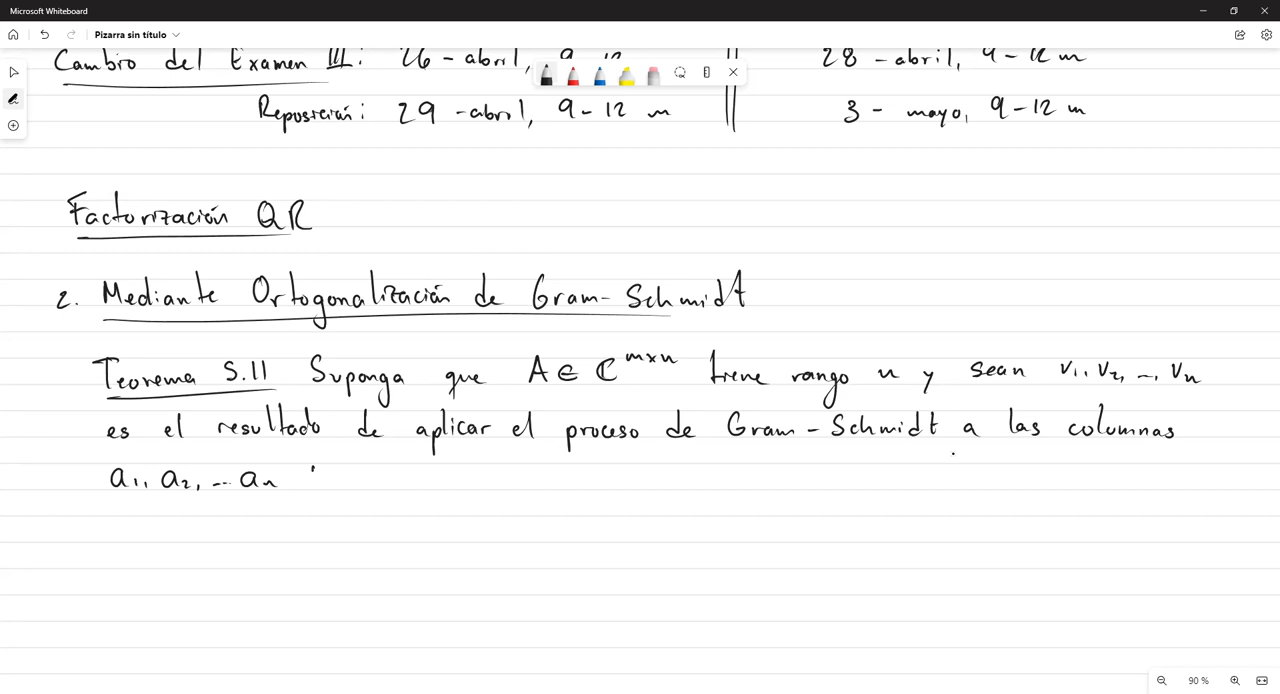 Microsoft Whiteboard
Pizarra sin título
Cambio del Examen III: 26 - abril, 9 - 12 || 28 - abril, 9 - 12 m
Reposición: 29 - abril, 9 - 12 m || 3 - mayo, 9 - 12 m
Factorización QR
2. Mediante Ortogonalización de Gram-Schmidt
Teorema 5.11 Suponga que A ∈ ℂ^{m×n} tiene rango n y sean v₁, v₂, ..., vₙ
es el resultado de aplicar el proceso de Gram-Schmidt a las columnas
a₁, a₂, ... aₙ
90 %